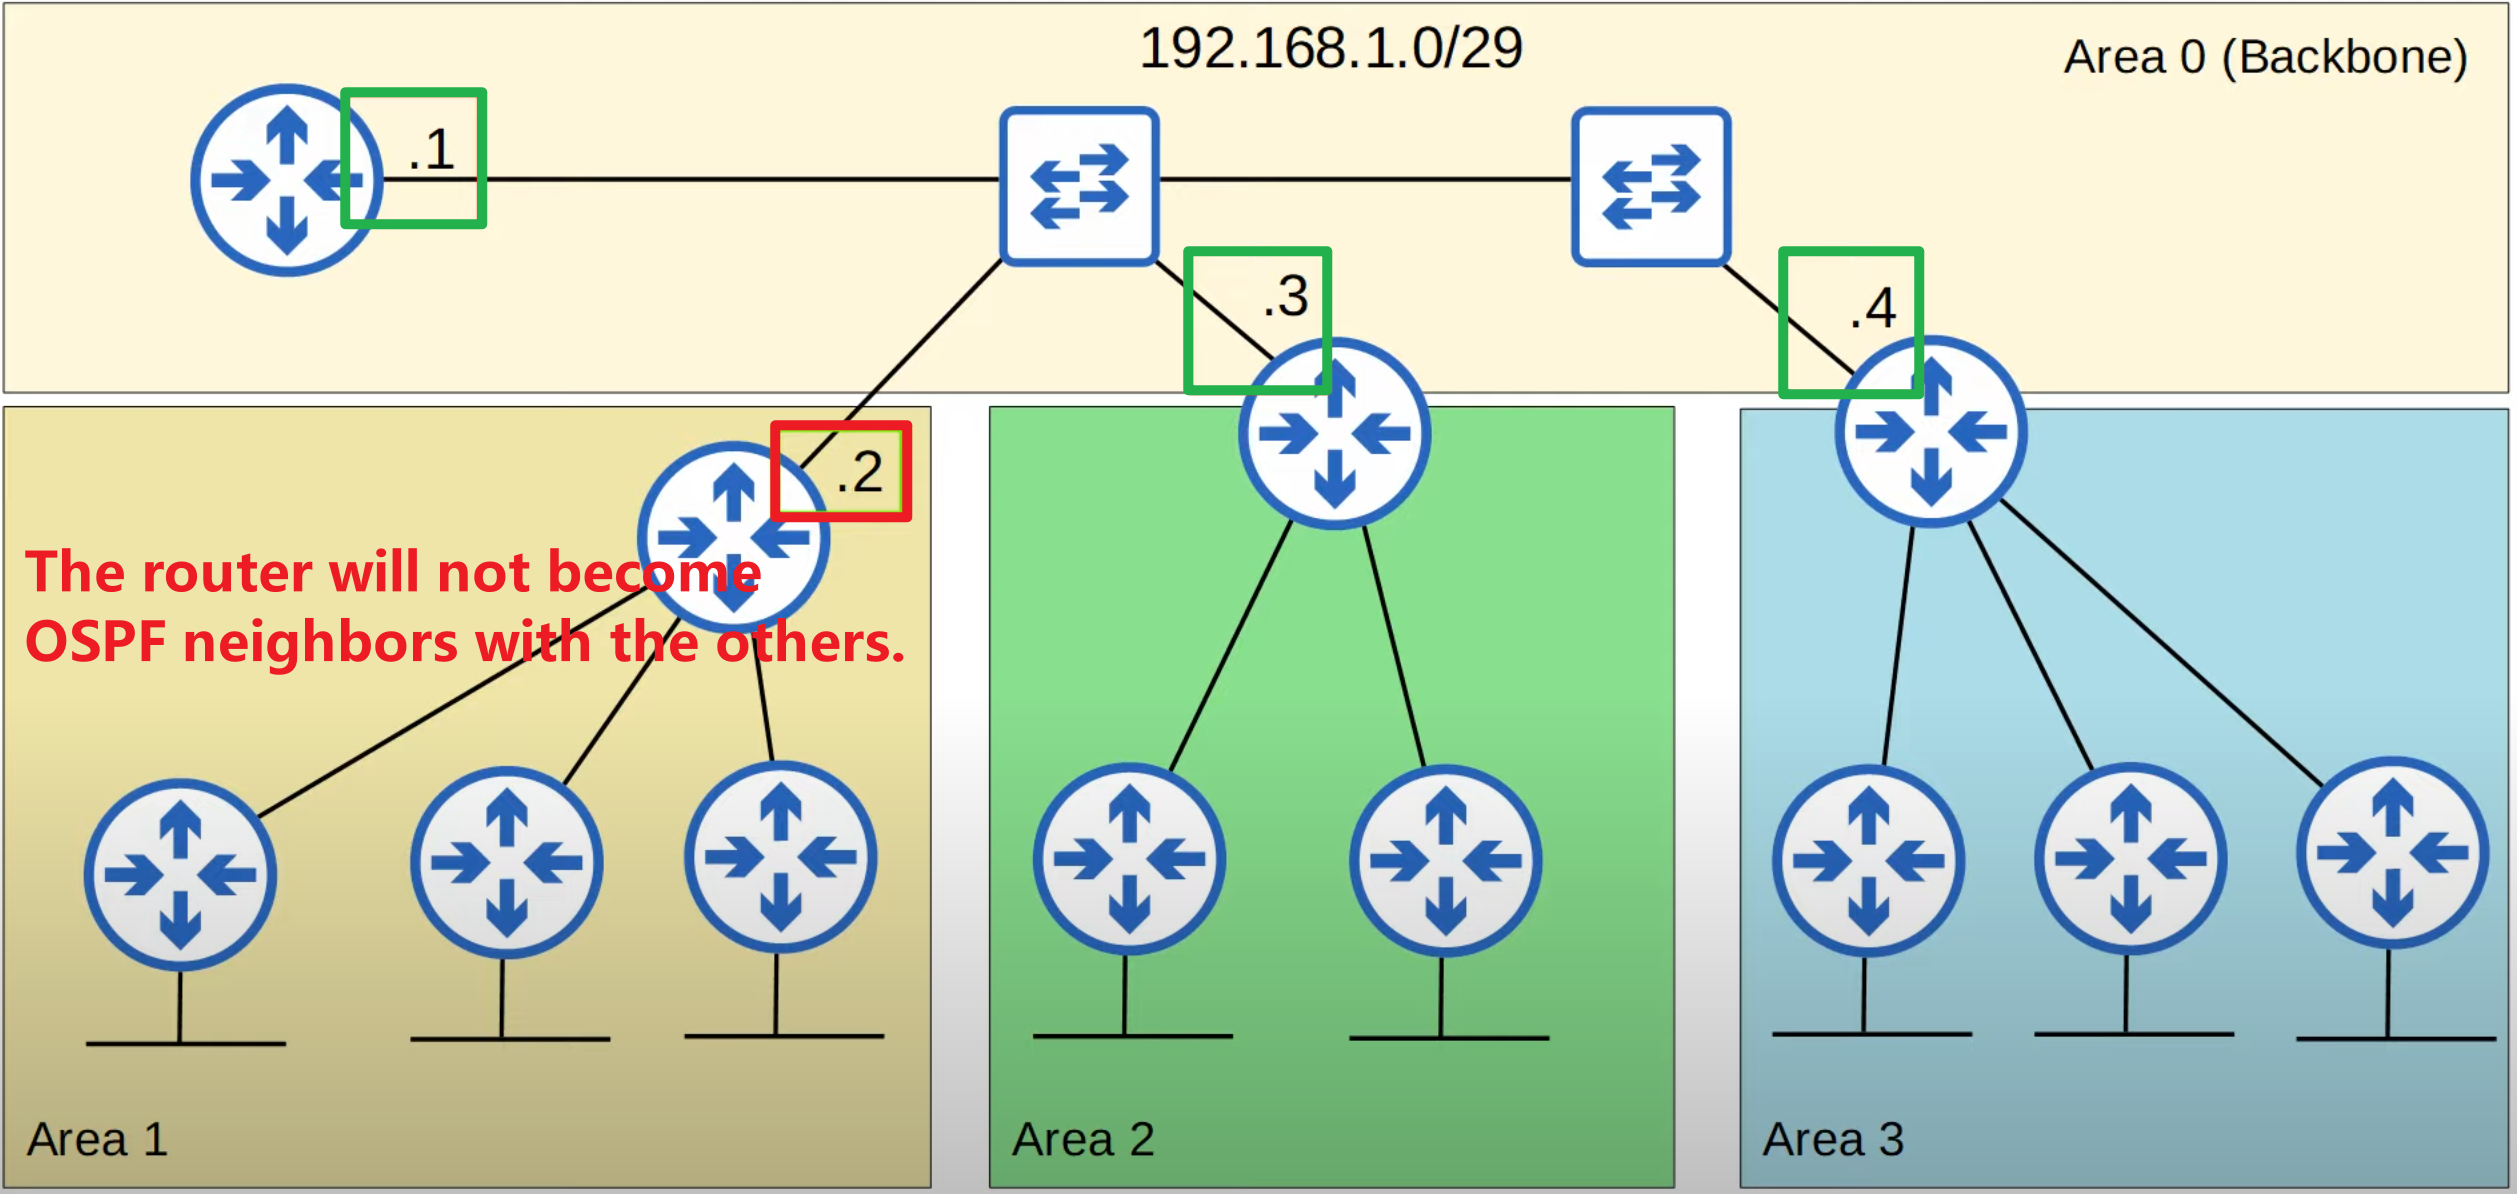 192.168.1.0/29
Area 0 (Backbone)
.1
.3
.4
.2
The router will not become
OSPF neighbors with the others.
Area 1
Area 2
Area 3